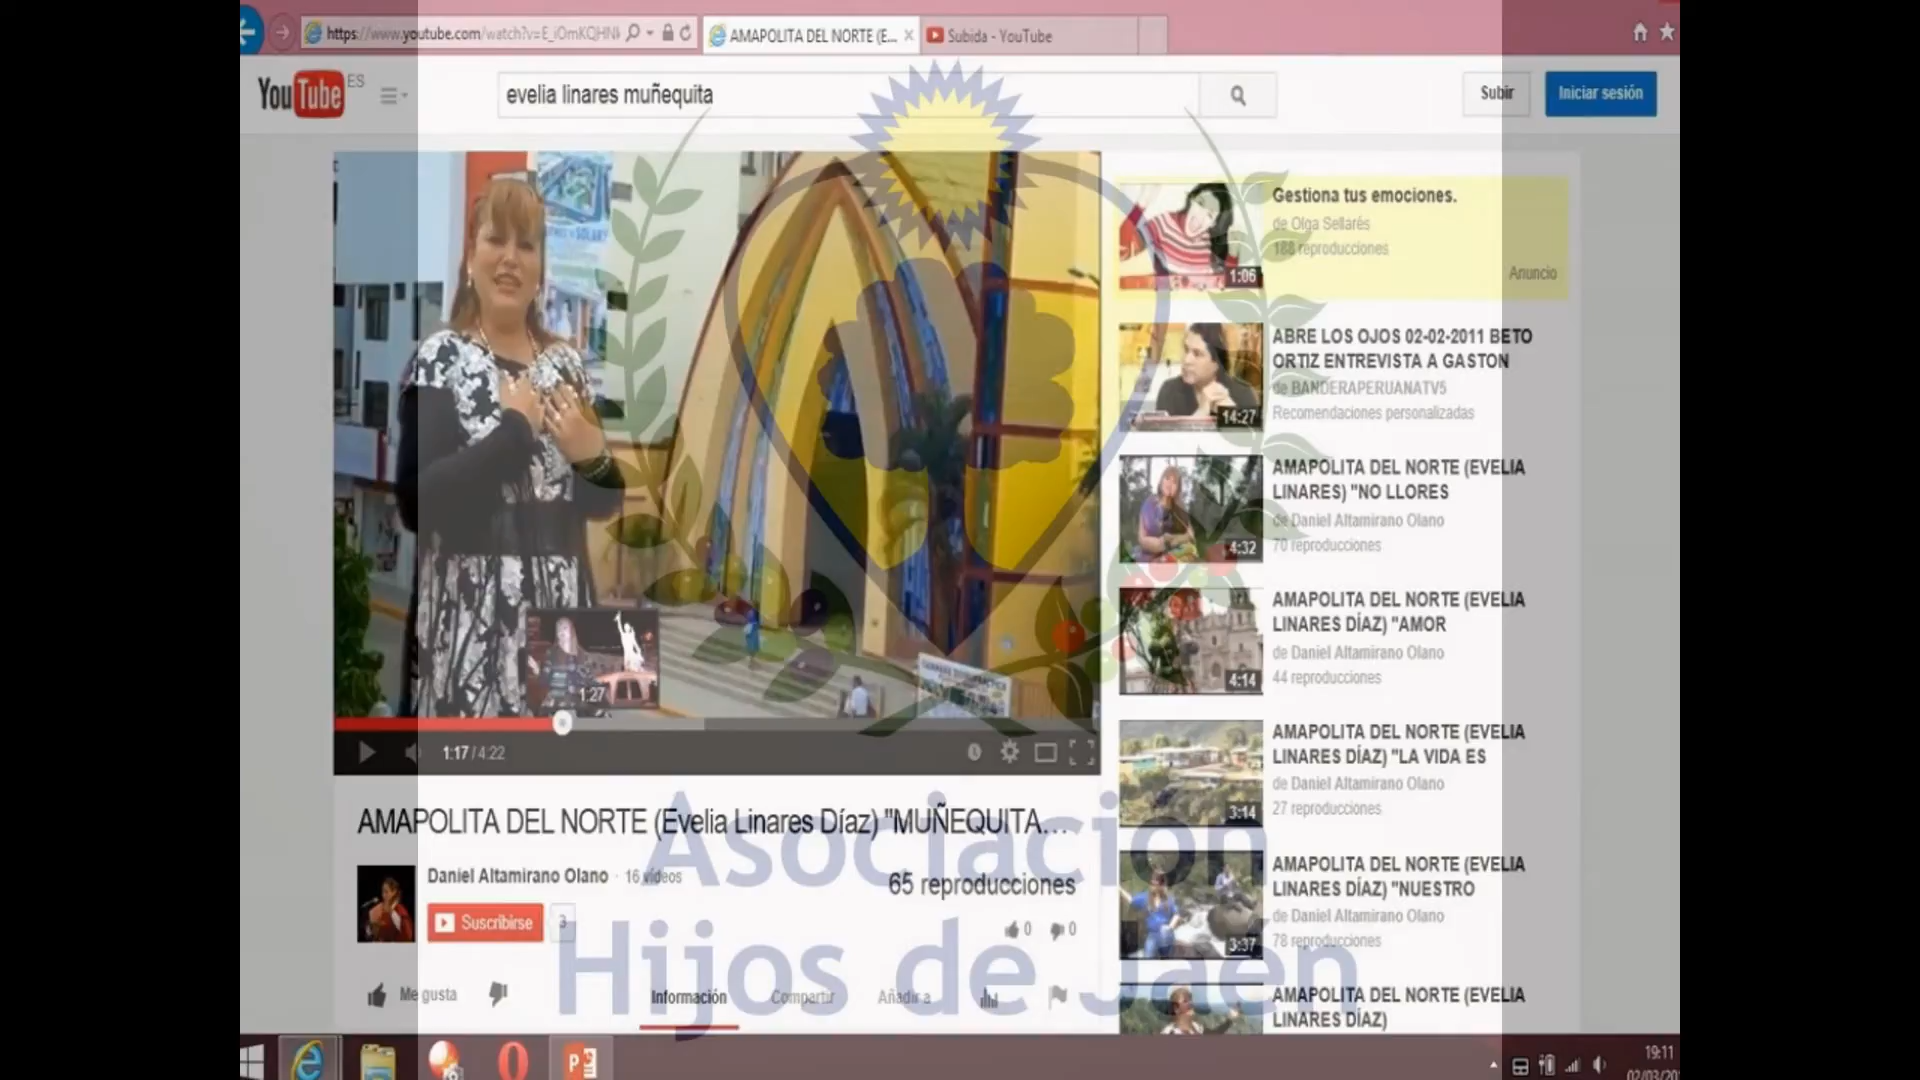 https://www.youtube.com/watch?v=E_iOmKQHN
AMAPOLITA DEL NORTE (E...
Subida - YouTube
YouTube ES
evelia linares muñequita
Subir
Iniciar sesión
Gestiona tus emociones.
de Olga Sellarés
188 reproducciones
Anuncio
1:06
ABRE LOS OJOS 02-02-2011 BETO
ORTIZ ENTREVISTA A GASTON
de BANDERAPERUANATV5
Recomendaciones personalizadas
14:27
AMAPOLITA DEL NORTE (EVELIA
LINARES) "NO LLORES
de Daniel Altamirano Olano
70 reproducciones
4:32
AMAPOLITA DEL NORTE (EVELIA
LINARES DÍAZ) "AMOR
de Daniel Altamirano Olano
44 reproducciones
4:14
AMAPOLITA DEL NORTE (EVELIA
LINARES DÍAZ) "LA VIDA ES
de Daniel Altamirano Olano
27 reproducciones
3:14
AMAPOLITA DEL NORTE (EVELIA
LINARES DÍAZ) "NUESTRO
de Daniel Altamirano Olano
78 reproducciones
3:37
AMAPOLITA DEL NORTE (EVELIA
LINARES DÍAZ)
1:27
1:17 / 4:22
AMAPOLITA DEL NORTE (Evelia Linares Díaz) "MUÑEQUITA...
Daniel Altamirano Olano · 16 vídeos
65 reproducciones
Suscribirse 3
0 0
Me gusta
Información Compartir Añadir a
Asociacion
Hijos de Jaén
19:11